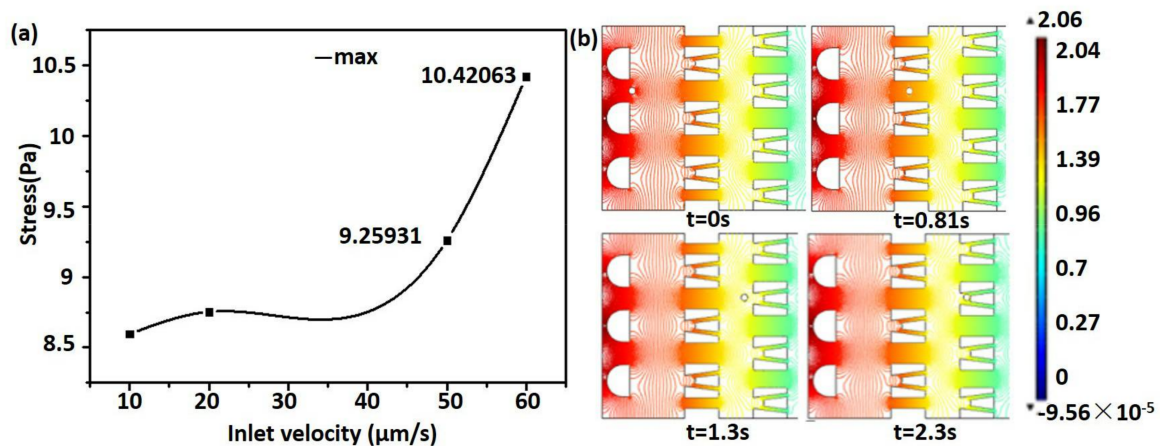 (a)
—max
10.5
10
9.5
9
8.5
Stress(Pa)
10.42063
9.25931
10 20 30 40 50 60
Inlet velocity (μm/s)
(b)
t=0s
t=0.81s
t=1.3s
t=2.3s
▲ 2.06
2.04
1.77
1.39
0.96
0.7
0.27
0
▼ -9.56×10⁻⁵